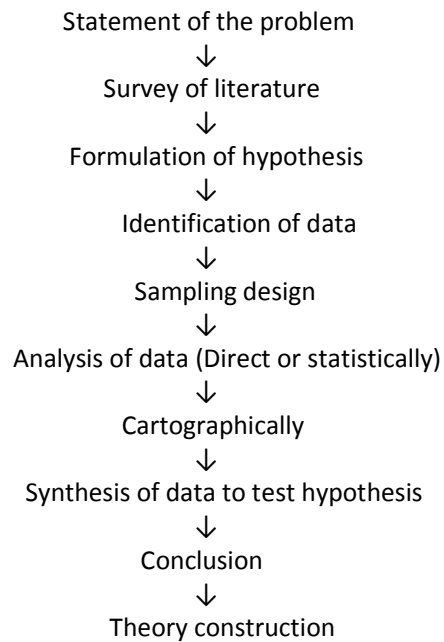 Statement of the problem
↓
Survey of literature
↓
Formulation of hypothesis
↓
Identification of data
↓
Sampling design
↓
Analysis of data (Direct or statistically)
↓
Cartographically
↓
Synthesis of data to test hypothesis
↓
Conclusion
↓
Theory construction